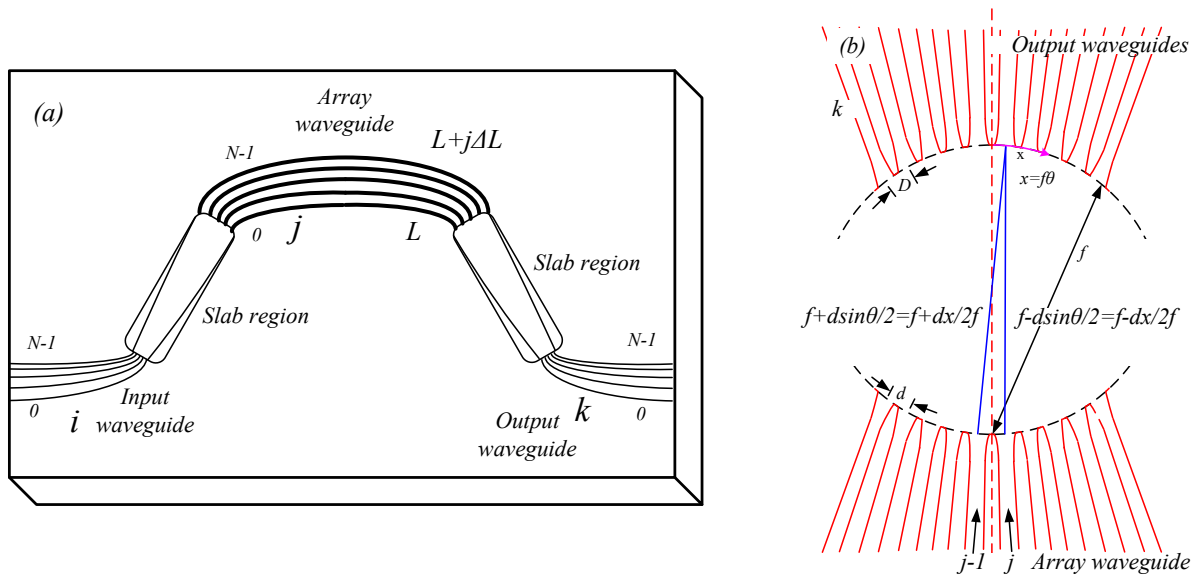 (a)
Array
waveguide
L+jΔL
N-1
0
j
L
Slab region
Slab region
N-1
N-1
Input
waveguide
0
i
Output
waveguide
k
0
(b)
Output waveguides
k
x
x=fθ
D
f
f+dsinθ/2=f+dx/2f
f-dsinθ/2=f-dx/2f
d
j-1
j
Array waveguide